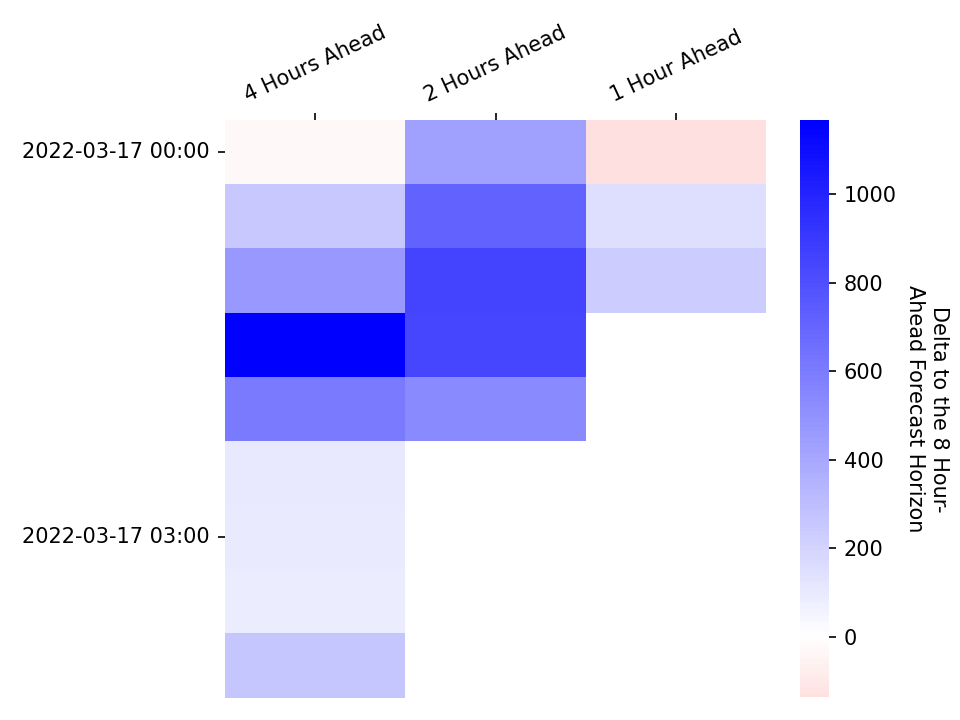 4 Hours Ahead
2 Hours Ahead
1 Hour Ahead
2022-03-17 00:00
2022-03-17 03:00
1000
800
600
400
200
0
Delta to the 8 Hour-
Ahead Forecast Horizon